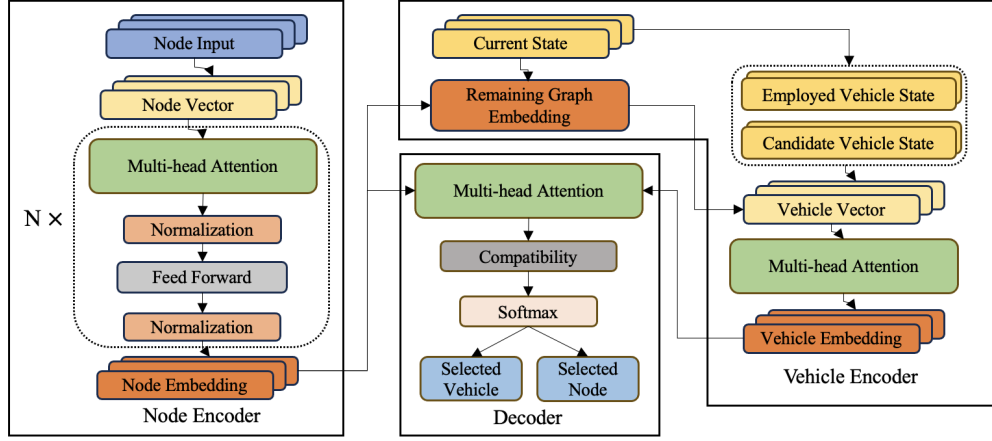 Node Input
Node Vector
Multi-head Attention
N ×
Normalization
Feed Forward
Normalization
Node Embedding
Node Encoder
Current State
Remaining Graph
Embedding
Employed Vehicle State
Candidate Vehicle State
Vehicle Vector
Multi-head Attention
Vehicle Embedding
Vehicle Encoder
Multi-head Attention
Compatibility
Softmax
Selected
Vehicle
Selected
Node
Decoder